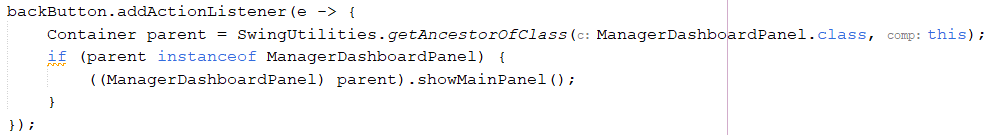 backButton.addActionListener(e -> {
    Container parent = SwingUtilities.getAncestorOfClass(c: ManagerDashboardPanel.class, comp: this);
    if (parent instanceof ManagerDashboardPanel) {
        ((ManagerDashboardPanel) parent).showMainPanel();
    }
});